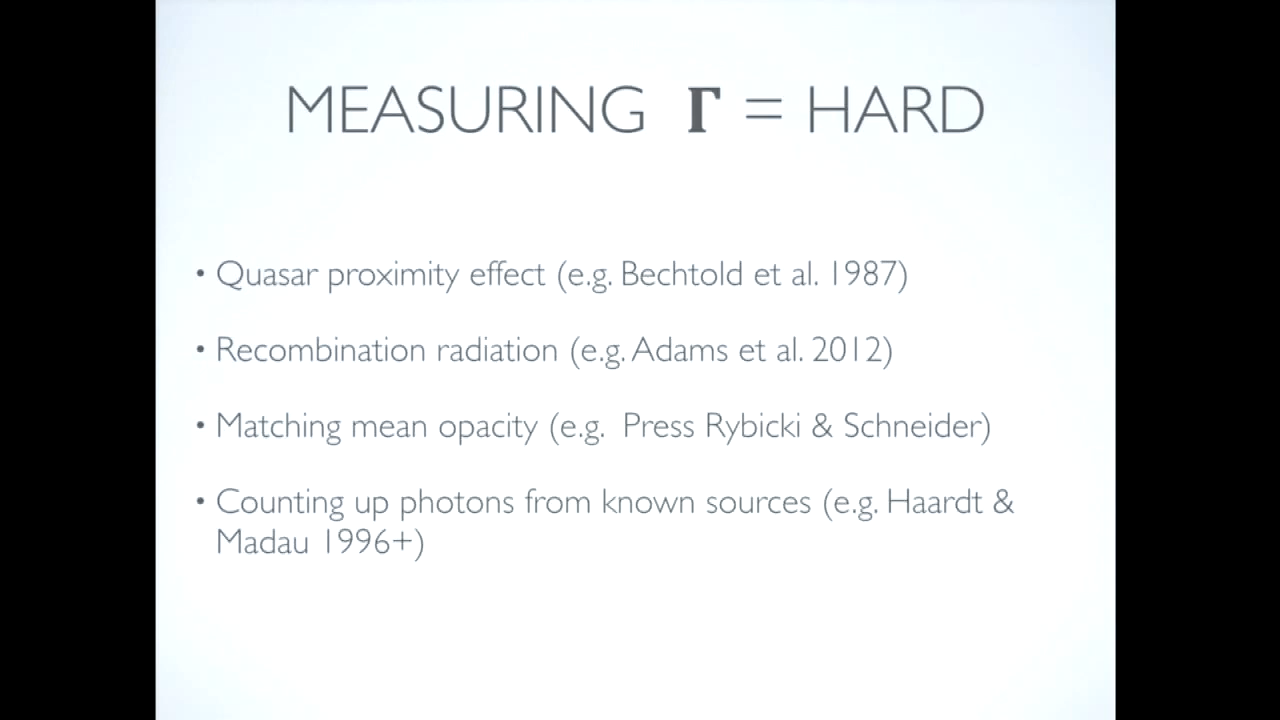 MEASURING Γ = HARD
• Quasar proximity effect (e.g. Bechtold et al. 1987)
• Recombination radiation (e.g. Adams et al. 2012)
• Matching mean opacity (e.g. Press Rybicki & Schneider)
• Counting up photons from known sources (e.g. Haardt &
Madau 1996+)